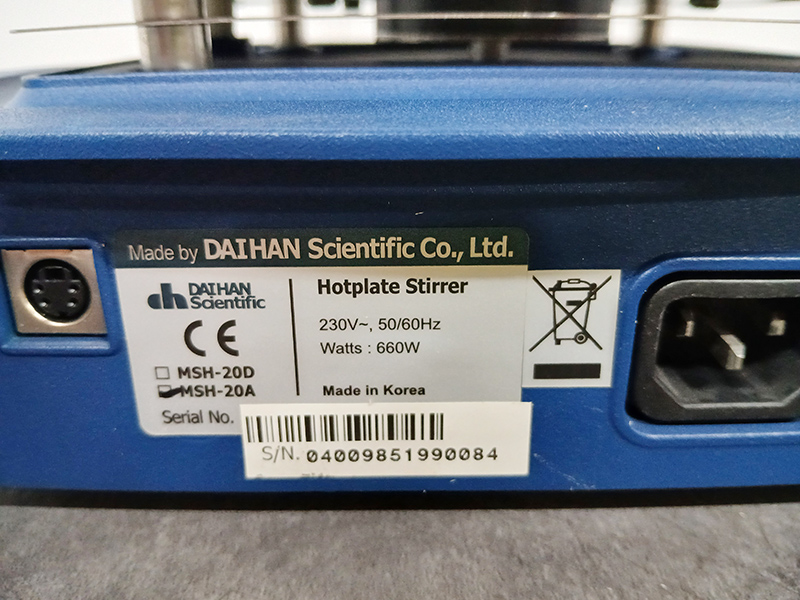 Made by DAIHAN Scientific Co., Ltd.
dh DAIHAN
Scientific
CE
☐ MSH-20D
☑ MSH-20A
Serial No.
Hotplate Stirrer
230V~, 50/60Hz
Watts : 660W
Made in Korea
S/N. 04009851990084